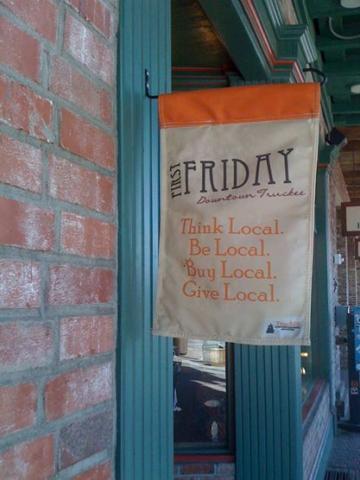 FIRST
FRIDAY
Downtown Truckee
Think Local.
Be Local.
Buy Local.
Give Local.